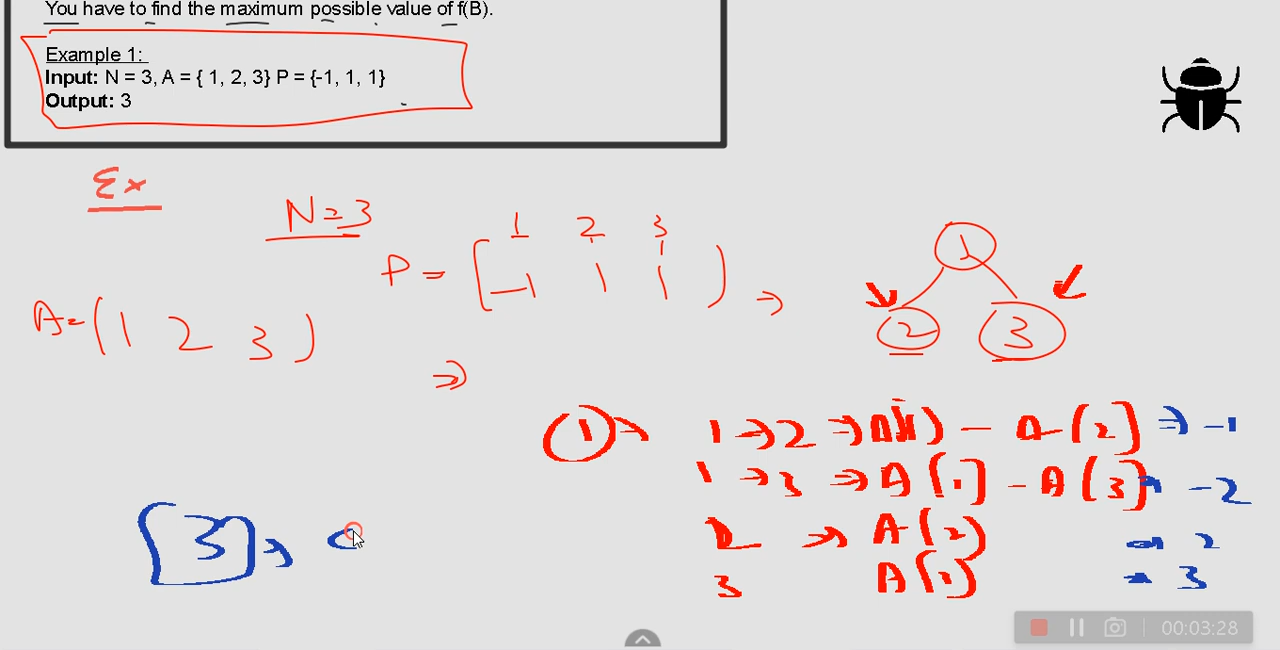 You have to find the maximum possible value of f(B).
Example 1:
Input: N = 3, A = { 1, 2, 3} P = {-1, 1, 1}
Output: 3
Ex
N=3
1 2 3
P = [ -1 1 1 ) →
A= ( 1 2 3 )
⇒
1
2 3
1 → 1→2 ⇒ A(1) - A(2] ⇒ -1
1 → 3 ⇒ A(1] - A(3) → -2
2 ⇒ A(2) → 2
3 → 3
[3] →
00:03:28